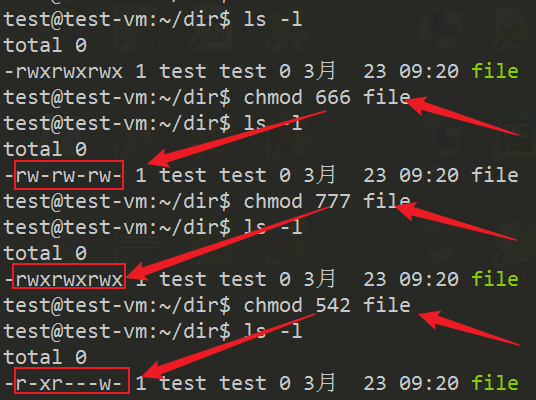 test@test-vm:~/dir$ ls -l
total 0
-rwxrwxrwx 1 test test 0 3月  23 09:20 file
test@test-vm:~/dir$ chmod 666 file
test@test-vm:~/dir$ ls -l
total 0
-rw-rw-rw- 1 test test 0 3月  23 09:20 file
test@test-vm:~/dir$ chmod 777 file
test@test-vm:~/dir$ ls -l
total 0
-rwxrwxrwx 1 test test 0 3月  23 09:20 file
test@test-vm:~/dir$ chmod 542 file
test@test-vm:~/dir$ ls -l
total 0
-r-xr---w- 1 test test 0 3月  23 09:20 file